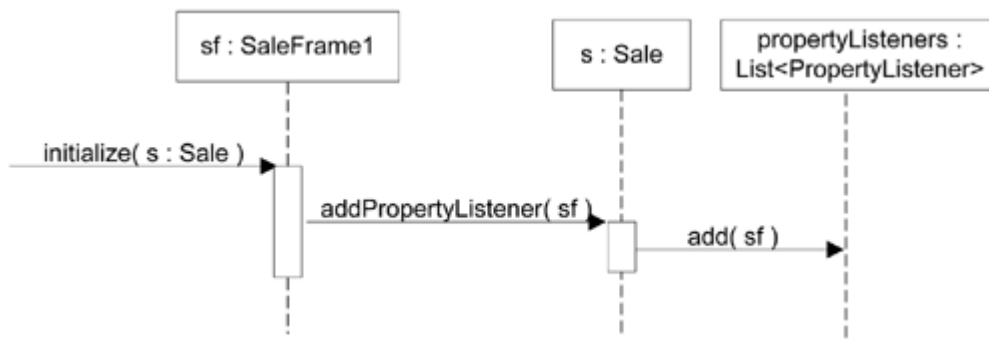 sf : SaleFrame1
s : Sale
propertyListeners :
List<PropertyListener>
initialize( s : Sale )
addPropertyListener( sf )
add( sf )